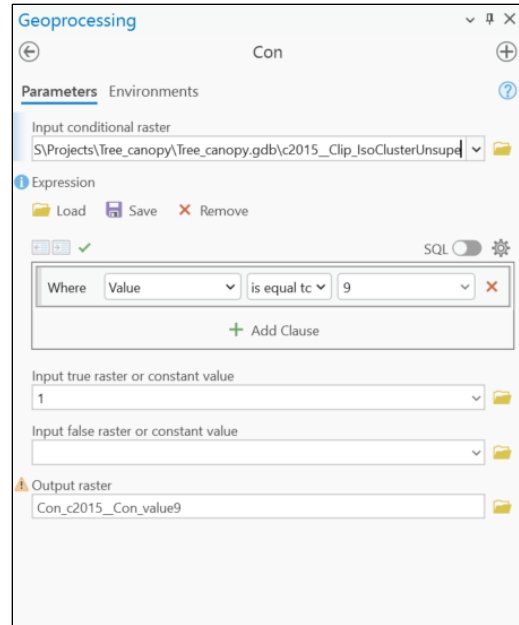 Geoprocessing
Con
Parameters Environments
Input conditional raster
S\Projects\Tree_canopy\Tree_canopy.gdb\c2015__Clip_IsoClusterUnsupe
Expression
Load Save Remove
SQL
Where Value is equal to 9
Add Clause
Input true raster or constant value
1
Input false raster or constant value
Output raster
Con_c2015__Con_value9